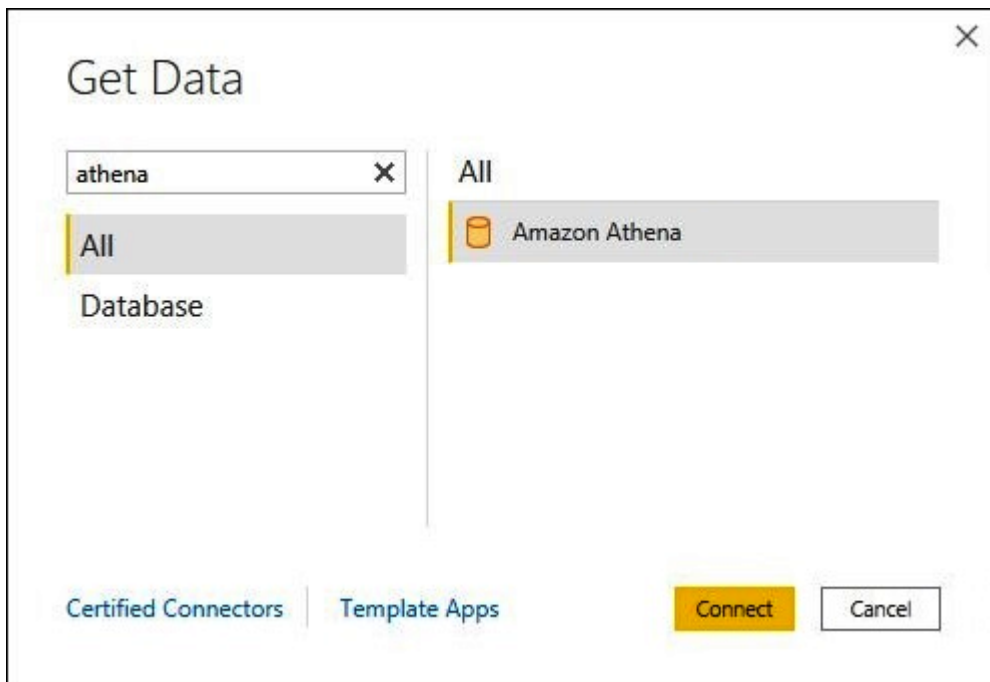 Get Data
athena
All
Database
All
Amazon Athena
Certified Connectors
Template Apps
Connect
Cancel